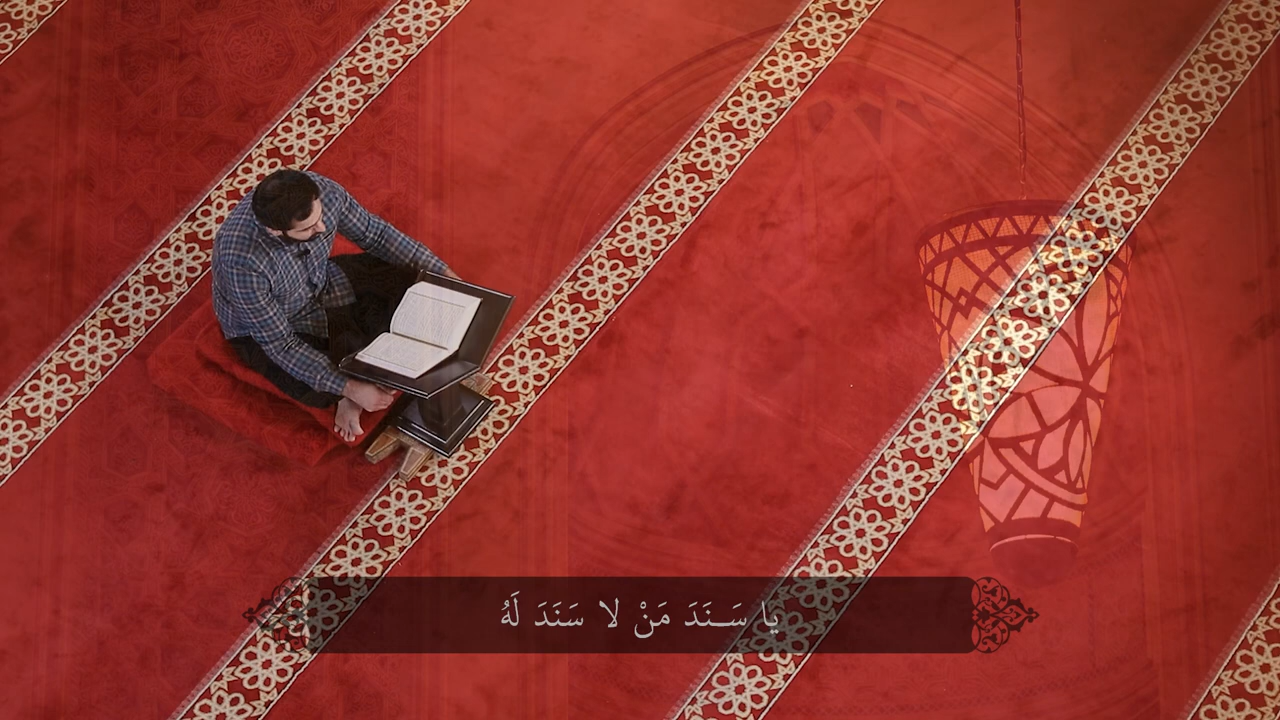 يا سَـنَدَ مَنْ لا سَنَدَ لَهُ